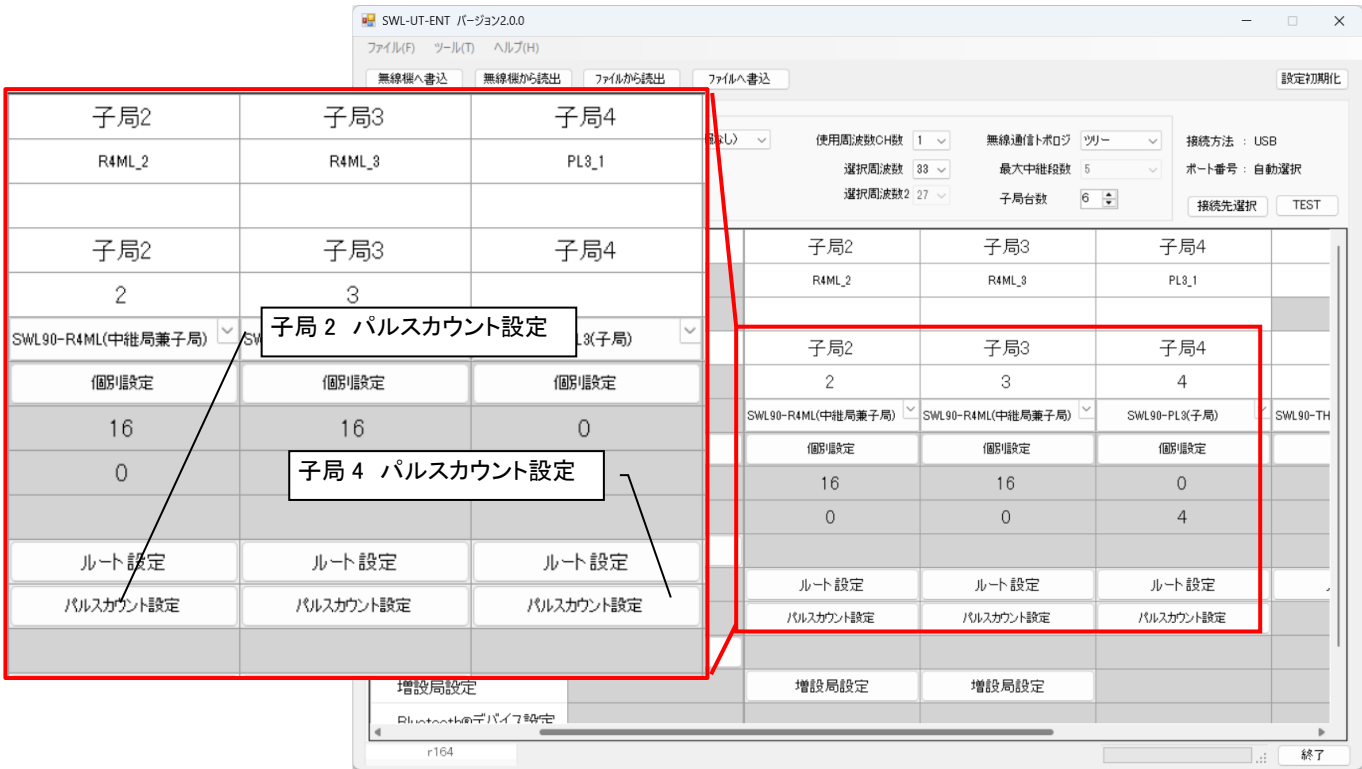 SWL-UT-ENT バージョン2.0.0
ファイル(F) ツール(T) ヘルプ(H)
無線機へ書込 無線機から読出 ファイルから読出 ファイルへ書込 設定初期化
使用周波数CH数 1 無線通信トポロジ ツリー 接続方法 : USB
選択周波数 33 最大中継段数 5 ポート番号 : 自動選択
選択周波数2 27 子局台数 6 接続先選択 TEST
子局2 子局3 子局4
R4ML_2 R4ML_3 PL3_1
子局2 子局3 子局4
2 3
子局2 パルスカウント設定
SWL90-R4ML(中継局兼子局) L3(子局)
個別設定 個別設定 個別設定
16 16 0
0
子局4 パルスカウント設定
ルート設定 ルート設定 ルート設定
パルスカウント設定 パルスカウント設定 パルスカウント設定
子局2 子局3 子局4
R4ML_2 R4ML_3 PL3_1
子局2 子局3 子局4
2 3 4
SWL90-R4ML(中継局兼子局) SWL90-R4ML(中継局兼子局) SWL90-PL3(子局) SWL90-TH
個別設定 個別設定 個別設定
16 16 0
0 0 4
ルート設定 ルート設定 ルート設定
パルスカウント設定 パルスカウント設定 パルスカウント設定
増設局設定 増設局設定 増設局設定
Bluetooth®デバイス設定
r164 終了